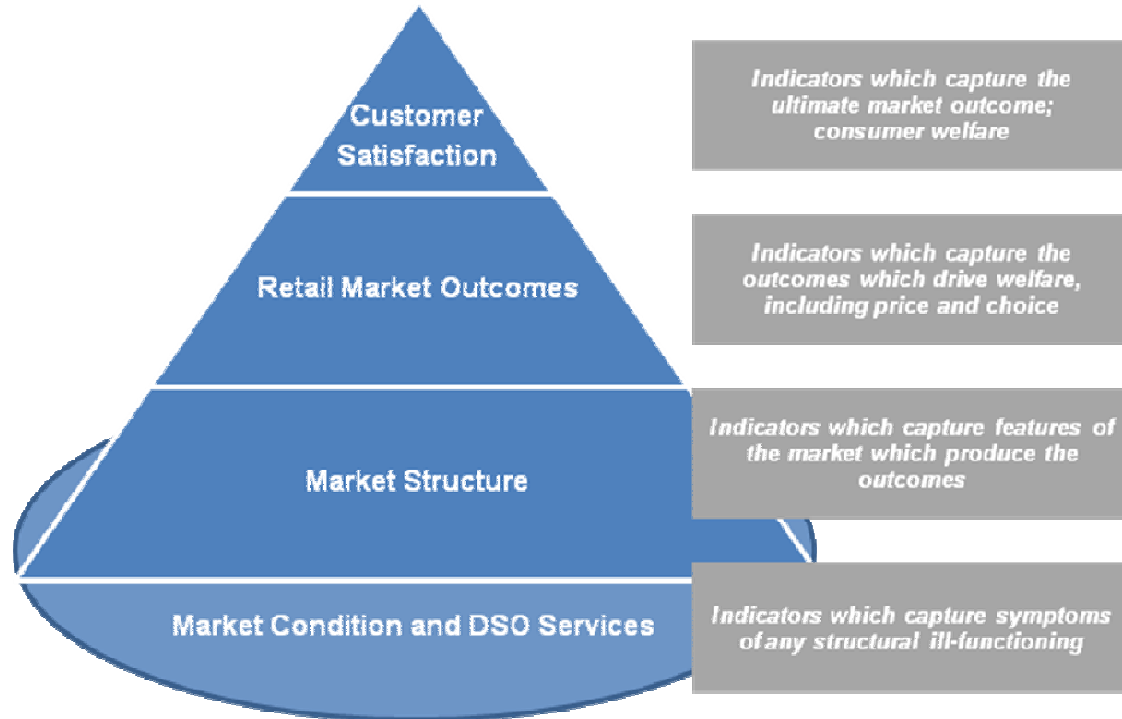 Customer
Satisfaction
Indicators which capture the
ultimate market outcome;
consumer welfare
Retail Market Outcomes
Indicators which capture the
outcomes which drive welfare,
including price and choice
Market Structure
Indicators which capture features of
the market which produce the
outcomes
Market Condition and DSO Services
Indicators which capture symptoms
of any structural ill-functioning